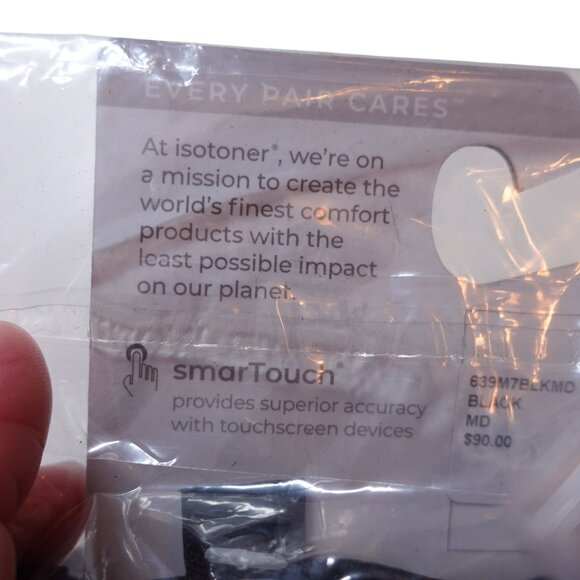 EVERY PAIR CARES™
At isotoner®, we're on
a mission to create the
world's finest comfort
products with the
least possible impact
on our planet.
smarTouch®
provides superior accuracy
with touchscreen devices
639M7BLKMD
BLACK
MD
$90.00